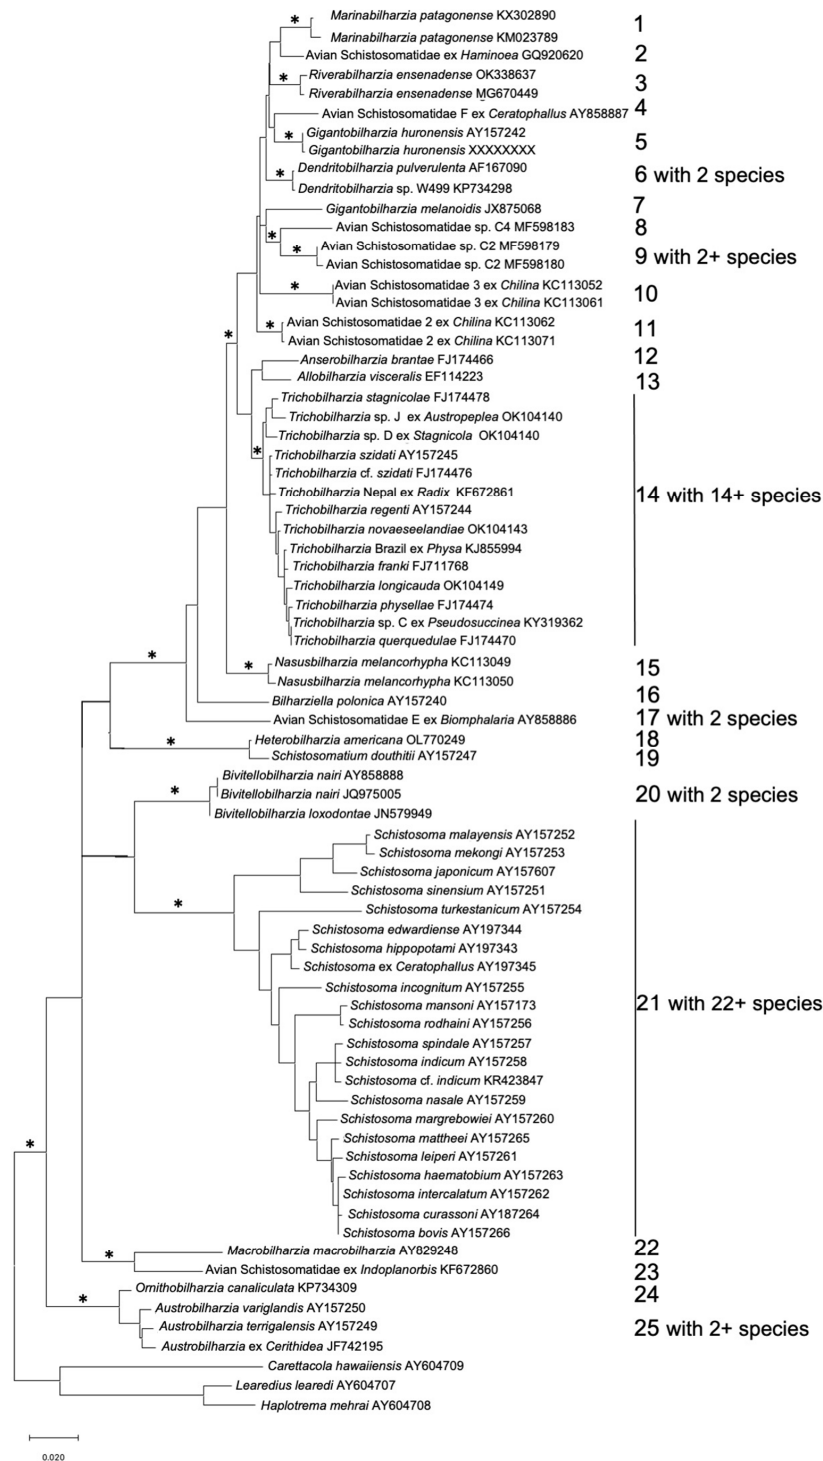 * Marinabilharzia patagonense KX302890 1
Marinabilharzia patagonense KM023789
Avian Schistosomatidae ex Haminoea GQ920620 2
* Riverabilharzia ensenadense OK338637 3
Riverabilharzia ensenadense MG670449
Avian Schistosomatidae F ex Ceratophallus AY858887 4
* Gigantobilharzia huronensis AY157242 5
Gigantobilharzia huronensis XXXXXXXX
* Dendritobilharzia pulverulenta AF167090 6 with 2 species
Dendritobilharzia sp. W499 KP734298
Gigantobilharzia melanoidis JX875068 7
* Avian Schistosomatidae sp. C4 MF598183 8
* Avian Schistosomatidae sp. C2 MF598179 9 with 2+ species
Avian Schistosomatidae sp. C2 MF598180
* Avian Schistosomatidae 3 ex Chilina KC113052 10
Avian Schistosomatidae 3 ex Chilina KC113061
* Avian Schistosomatidae 2 ex Chilina KC113062 11
* Avian Schistosomatidae 2 ex Chilina KC113071
Anserobilharzia brantae FJ174466 12
Allobilharzia visceralis EF114223 13
Trichobilharzia stagnicolae FJ174478
Trichobilharzia sp. J ex Austropeplea OK104140
Trichobilharzia sp. D ex Stagnicola OK104140
* Trichobilharzia szidati AY157245
Trichobilharzia cf. szidati FJ174476
Trichobilharzia Nepal ex Radix KF672861 14 with 14+ species
Trichobilharzia regenti AY157244
Trichobilharzia novaeseelandiae OK104143
Trichobilharzia Brazil ex Physa KJ855994
Trichobilharzia franki FJ711768
Trichobilharzia longicauda OK104149
Trichobilharzia physellae FJ174474
Trichobilharzia sp. C ex Pseudosuccinea KY319362
Trichobilharzia querquedulae FJ174470
* * Nasusbilharzia melancorhypha KC113049 15
Nasusbilharzia melancorhypha KC113050
Bilharziella polonica AY157240 16
Avian Schistosomatidae E ex Biomphalaria AY858886 17 with 2 species
* Heterobilharzia americana OL770249 18
Schistosomatium douthitii AY157247 19
Bivitellobilharzia nairi AY858888
* Bivitellobilharzia nairi JQ975005 20 with 2 species
Bivitellobilharzia loxodontae JN579949
Schistosoma malayensis AY157252
Schistosoma mekongi AY157253
Schistosoma japonicum AY157607
Schistosoma sinensium AY157251
* Schistosoma turkestanicum AY157254
Schistosoma edwardiense AY197344
Schistosoma hippopotami AY197343
Schistosoma ex Ceratophallus AY197345
Schistosoma incognitum AY157255
Schistosoma mansoni AY157173 21 with 22+ species
Schistosoma rodhaini AY157256
Schistosoma spindale AY157257
Schistosoma indicum AY157258
Schistosoma cf. indicum KR423847
Schistosoma nasale AY157259
Schistosoma margrebowiei AY157260
Schistosoma mattheei AY157265
* Schistosoma leiperi AY157261
Schistosoma haematobium AY157263
Schistosoma intercalatum AY157262
Schistosoma curassoni AY187264
Schistosoma bovis AY157266
* Macrobilharzia macrobilharzia AY829248 22
Avian Schistosomatidae ex Indoplanorbis KF672860 23
* Ornithobilharzia canaliculata KP734309 24
Austrobilharzia variglandis AY157250
Austrobilharzia terrigalensis AY157249 25 with 2+ species
Austrobilharzia ex Cerithidea JF742195
Carettacola hawaiiensis AY604709
Learedius learedi AY604707
Haplotrema mehrai AY604708
0.020